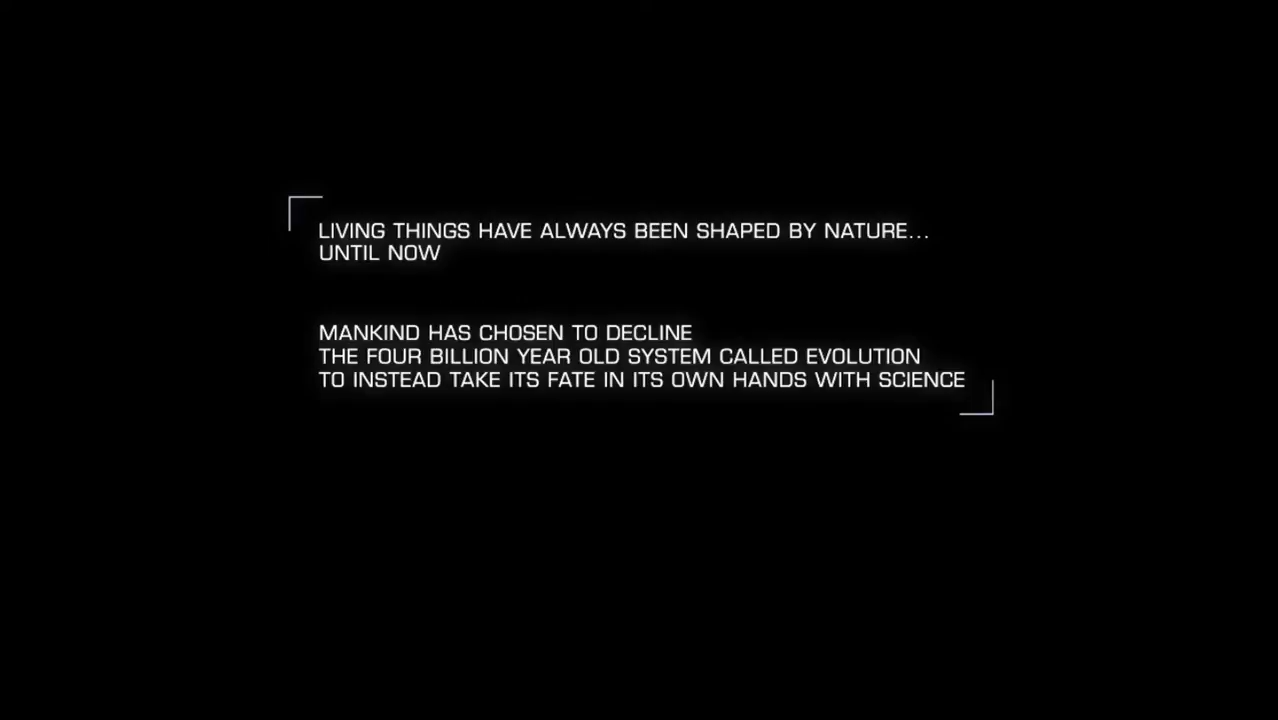 LIVING THINGS HAVE ALWAYS BEEN SHAPED BY NATURE...
UNTIL NOW
MANKIND HAS CHOSEN TO DECLINE
THE FOUR BILLION YEAR OLD SYSTEM CALLED EVOLUTION
TO INSTEAD TAKE ITS FATE IN ITS OWN HANDS WITH SCIENCE